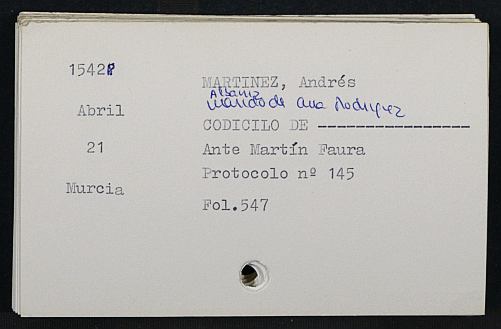 1542
MARTINEZ, Andrés
Albañiz
marido de Ana Rodriguez
Abril
CODICILO DE -----------------
21
Ante Martín Faura
Protocolo nº 145
Murcia
Fol.547